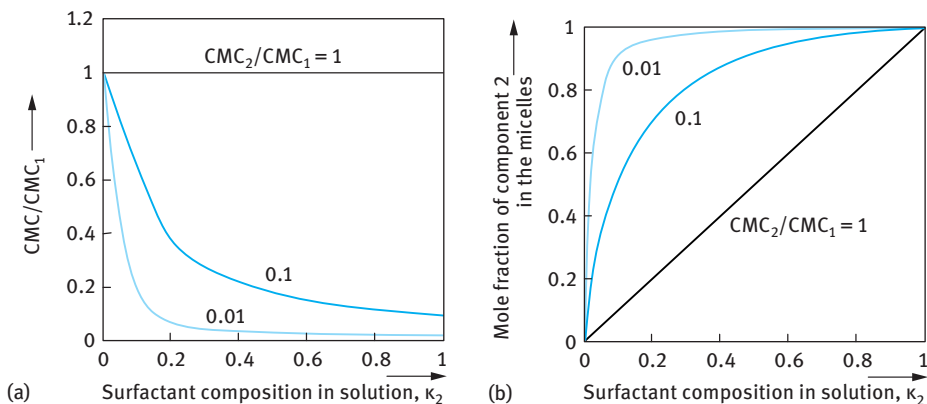 CMC/CMC₁
1.2
1
0.8
0.6
0.4
0.2
0
CMC₂/CMC₁ = 1
0.1
0.01
0 0.2 0.4 0.6 0.8 1
(a) Surfactant composition in solution, κ₂
Mole fraction of component 2
in the micelles
1
0.8
0.6
0.4
0.2
0
0.01
0.1
CMC₂/CMC₁ = 1
0 0.2 0.4 0.6 0.8 1
(b) Surfactant composition in solution, κ₂